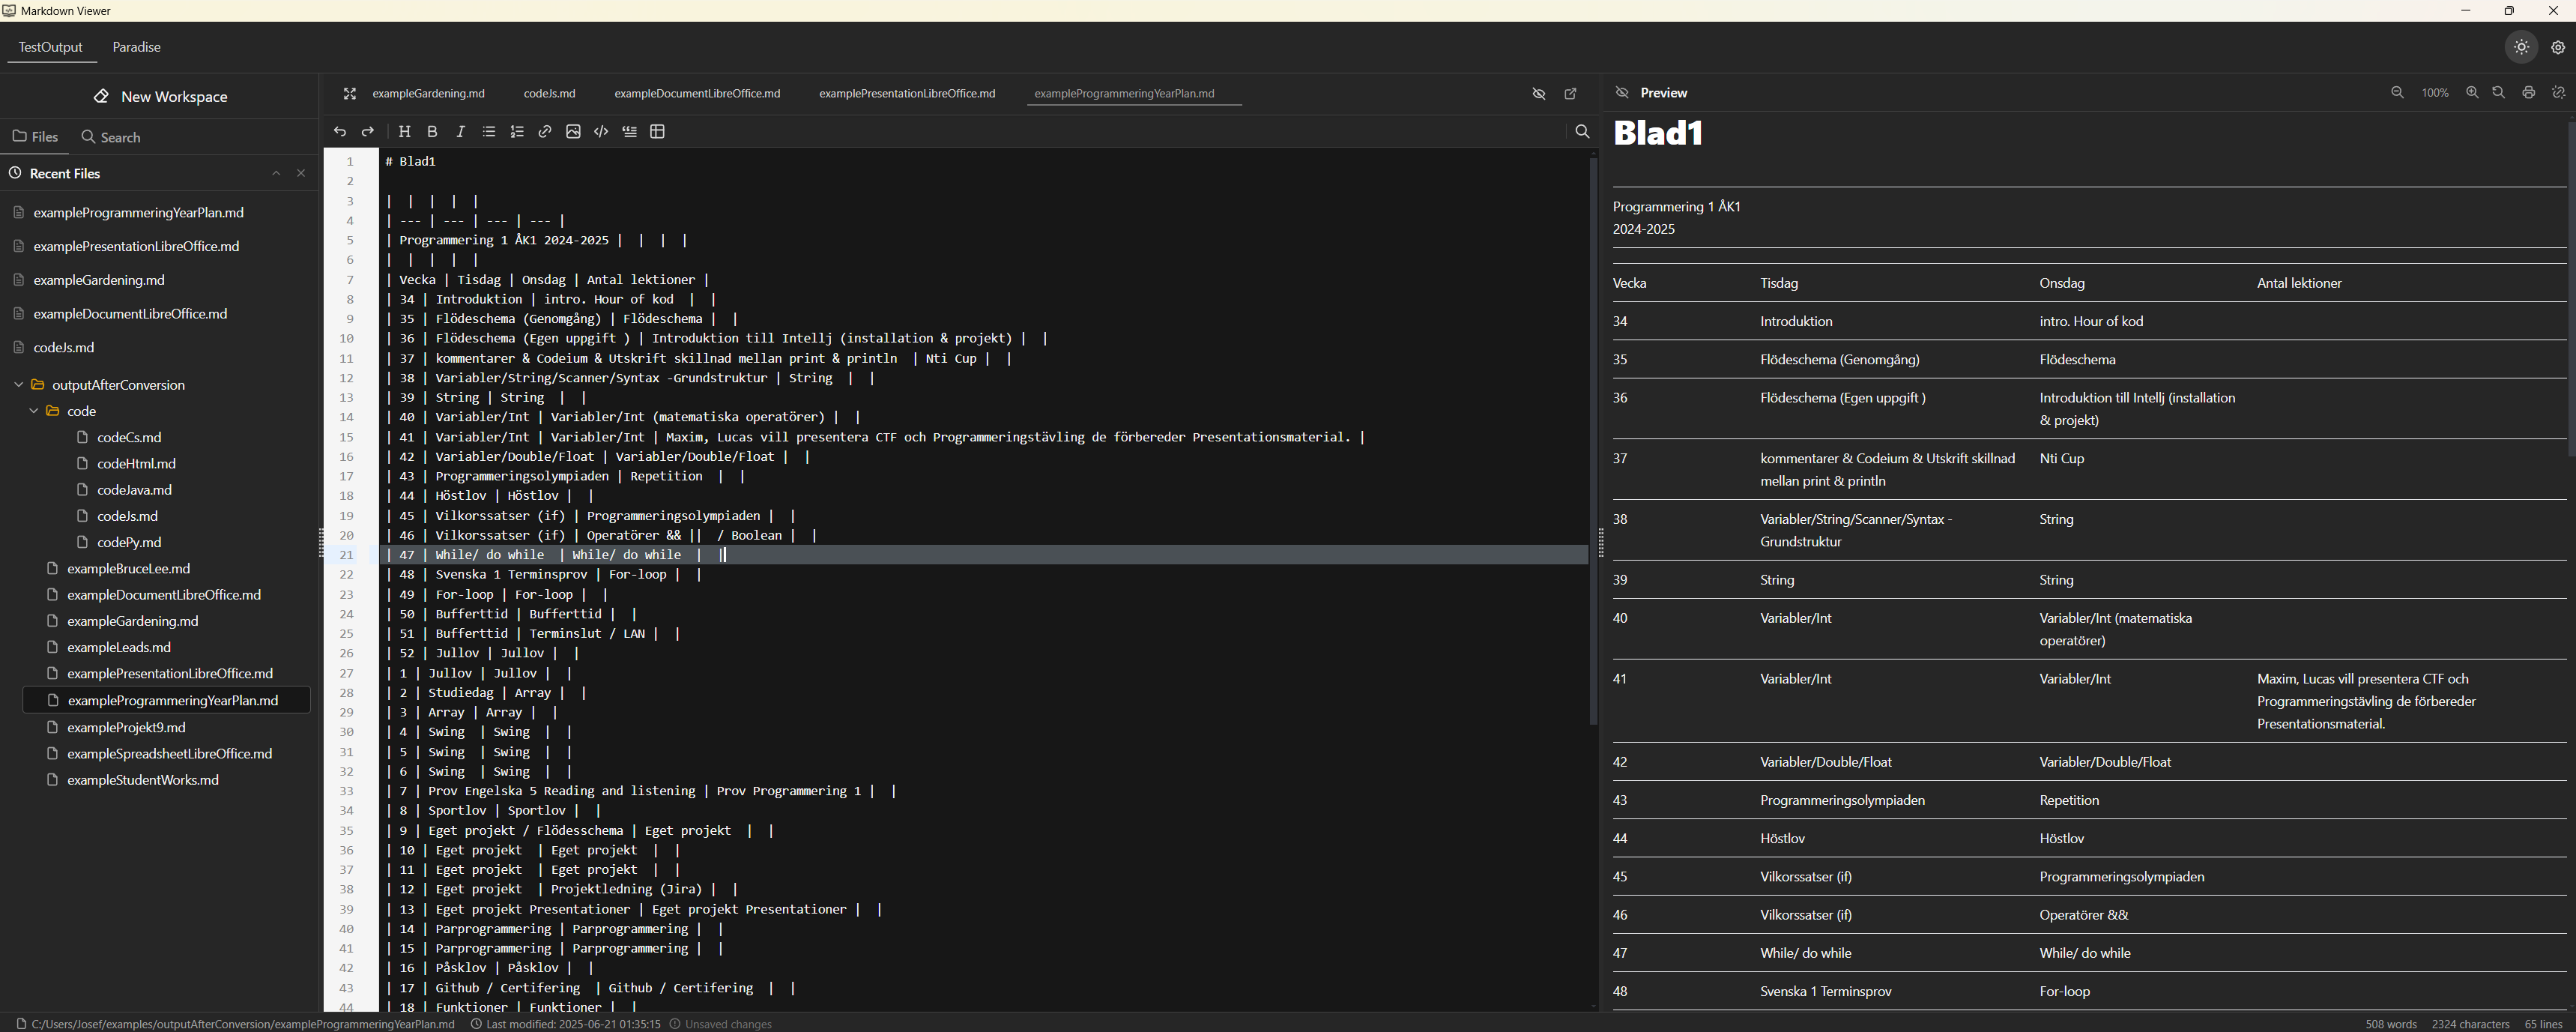 Markdown Viewer
TestOutput Paradise
New Workspace
Files Search
Recent Files
exampleProgrammingYearPlan.md
examplePresentationLibreOffice.md
exampleGardening.md
exampleDocumentLibreOffice.md
codeJs.md
outputAfterConversion
code
codeCs.md
codeHtml.md
codeJava.md
codeJs.md
codePy.md
exampleBruceLee.md
exampleDocumentLibreOffice.md
exampleGardening.md
exampleLeads.md
examplePresentationLibreOffice.md
exampleProgrammingYearPlan.md
exampleProjekt9.md
exampleSpreadsheetLibreOffice.md
exampleStudentWorks.md
exampleGardening.md codeJs.md exampleDocumentLibreOffice.md examplePresentationLibreOffice.md exampleProgrammingYearPlan.md
1 # Blad1
2
3 | | | | |
4 | --- | --- | --- | --- |
5 | Programmering 1 ÅK1 2024-2025 | | | |
6 | | | | |
7 | Vecka | Tisdag | Onsdag | Antal lektioner |
8 | 34 | Introduktion | intro. Hour of kod | |
9 | 35 | Flödeschema (Genomgång) | Flödeschema | |
10 | 36 | Flödeschema (Egen uppgift ) | Introduktion till Intellj (installation & projekt) | |
11 | 37 | kommentarer & Codeium & Utskrift skillnad mellan print & println | Nti Cup | |
12 | 38 | Variabler/String/Scanner/Syntax -Grundstruktur | String | |
13 | 39 | String | String | |
14 | 40 | Variabler/Int | Variabler/Int (matematiska operatörer) | |
15 | 41 | Variabler/Int | Variabler/Int | Maxim, Lucas vill presentera CTF och Programmeringstävling de förbereder Presentationsmaterial. |
16 | 42 | Variabler/Double/Float | Variabler/Double/Float | |
17 | 43 | Programmeringsolympiaden | Repetition | |
18 | 44 | Höstlov | Höstlov | |
19 | 45 | Vilkorssatser (if) | Programmeringsolympiaden | |
20 | 46 | Vilkorssatser (if) | Operatörer && || / Boolean | |
21 | 47 | While/ do while | While/ do while | |
22 | 48 | Svenska 1 Terminsprov | For-loop | |
23 | 49 | For-loop | For-loop | |
24 | 50 | Bufferttid | Bufferttid | |
25 | 51 | Bufferttid | Terminslut / LAN | |
26 | 52 | Jullov | Jullov | |
27 | 1 | Jullov | Jullov | |
28 | 2 | Studiedag | Array | |
29 | 3 | Array | Array | |
30 | 4 | Swing | Swing | |
31 | 5 | Swing | Swing | |
32 | 6 | Swing | Swing | |
33 | 7 | Prov Engelska 5 Reading and listening | Prov Programmering 1 | |
34 | 8 | Sportlov | Sportlov | |
35 | 9 | Eget projekt / Flödesschema | Eget projekt | |
36 | 10 | Eget projekt | Eget projekt | |
37 | 11 | Eget projekt | Eget projekt | |
38 | 12 | Eget projekt | Projektledning (Jira) | |
39 | 13 | Eget projekt Presentationer | Eget projekt Presentationer | |
40 | 14 | Parprogrammering | Parprogrammering | |
41 | 15 | Parprogrammering | Parprogrammering | |
42 | 16 | Påsklov | Påsklov | |
43 | 17 | Github / Certifering | Github / Certifering | |
44 | 18 | Funktioner | Funktioner | |
Preview 100%
Blad1
Programmering 1 ÅK1
2024-2025
Vecka Tisdag Onsdag Antal lektioner
34 Introduktion intro. Hour of kod
35 Flödeschema (Genomgång) Flödeschema
36 Flödeschema (Egen uppgift ) Introduktion till Intellj (installation
& projekt)
37 kommentarer & Codeium & Utskrift skillnad Nti Cup
mellan print & println
38 Variabler/String/Scanner/Syntax - String
Grundstruktur
39 String String
40 Variabler/Int Variabler/Int (matematiska
operatörer)
41 Variabler/Int Variabler/Int Maxim, Lucas vill presentera CTF och
Programmeringstävling de förbereder
Presentationsmaterial.
42 Variabler/Double/Float Variabler/Double/Float
43 Programmeringsolympiaden Repetition
44 Höstlov Höstlov
45 Vilkorssatser (if) Programmeringsolympiaden
46 Vilkorssatser (if) Operatörer &&
47 While/ do while While/ do while
48 Svenska 1 Terminsprov For-loop
C:/Users/Josef/examples/outputAfterConversion/exampleProgrammingYearPlan.md Last modified: 2025-06-21 01:35:15 Unsaved changes 508 words 2324 characters 65 lines